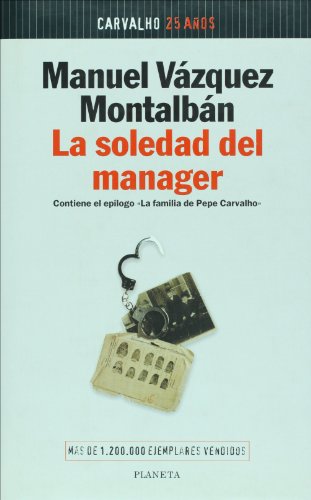 CARVALHO 25 AÑOS
Manuel Vázquez
Montalbán
La soledad del
manager
Contiene el epílogo «La familia de Pepe Carvalho»
MÁS DE 1.200.000 EJEMPLARES VENDIDOS
PLANETA